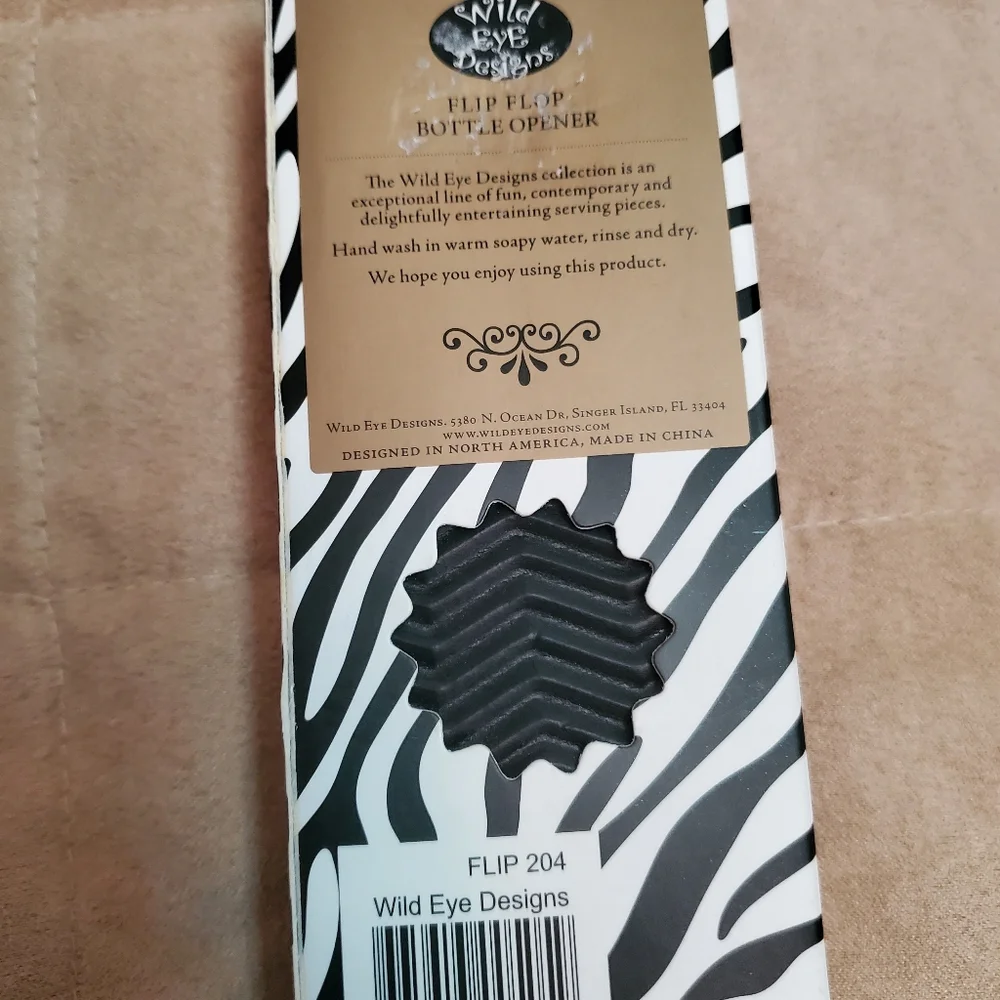 Wild
EyE
Designs
FLIP FLOP
BOTTLE OPENER
The Wild Eye Designs collection is an
exceptional line of fun, contemporary and
delightfully entertaining serving pieces.
Hand wash in warm soapy water, rinse and dry.
We hope you enjoy using this product.
WILD EYE DESIGNS. 5380 N. OCEAN DR, SINGER ISLAND, FL 33404
WWW.WILDEYEDESIGNS.COM
DESIGNED IN NORTH AMERICA, MADE IN CHINA
FLIP 204
Wild Eye Designs